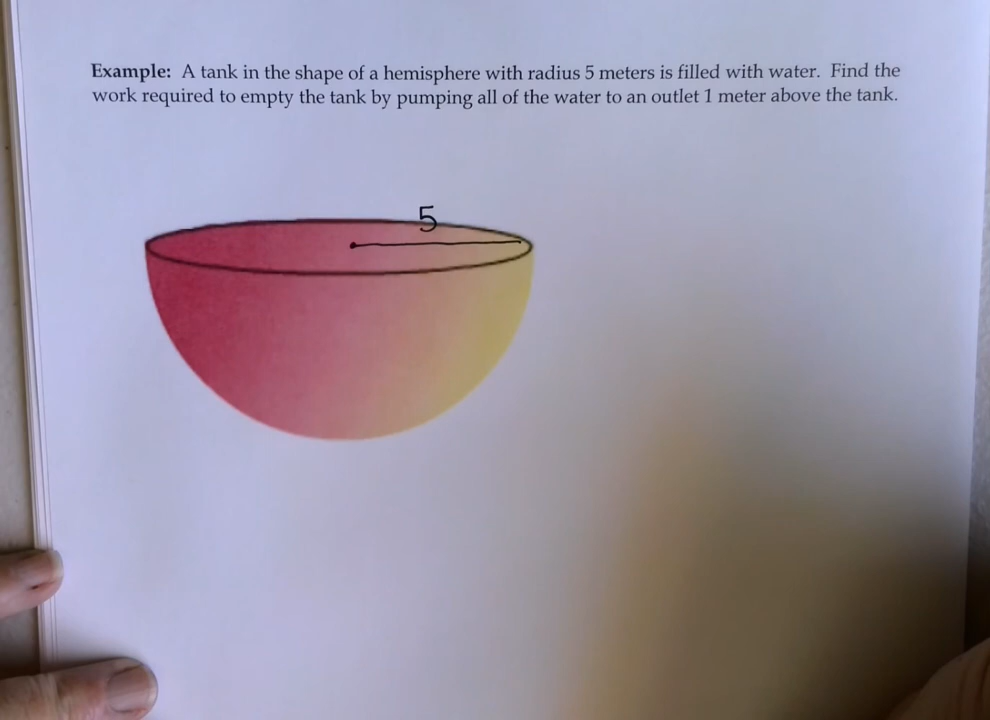 Example: A tank in the shape of a hemisphere with radius 5 meters is filled with water. Find the
work required to empty the tank by pumping all of the water to an outlet 1 meter above the tank.
5